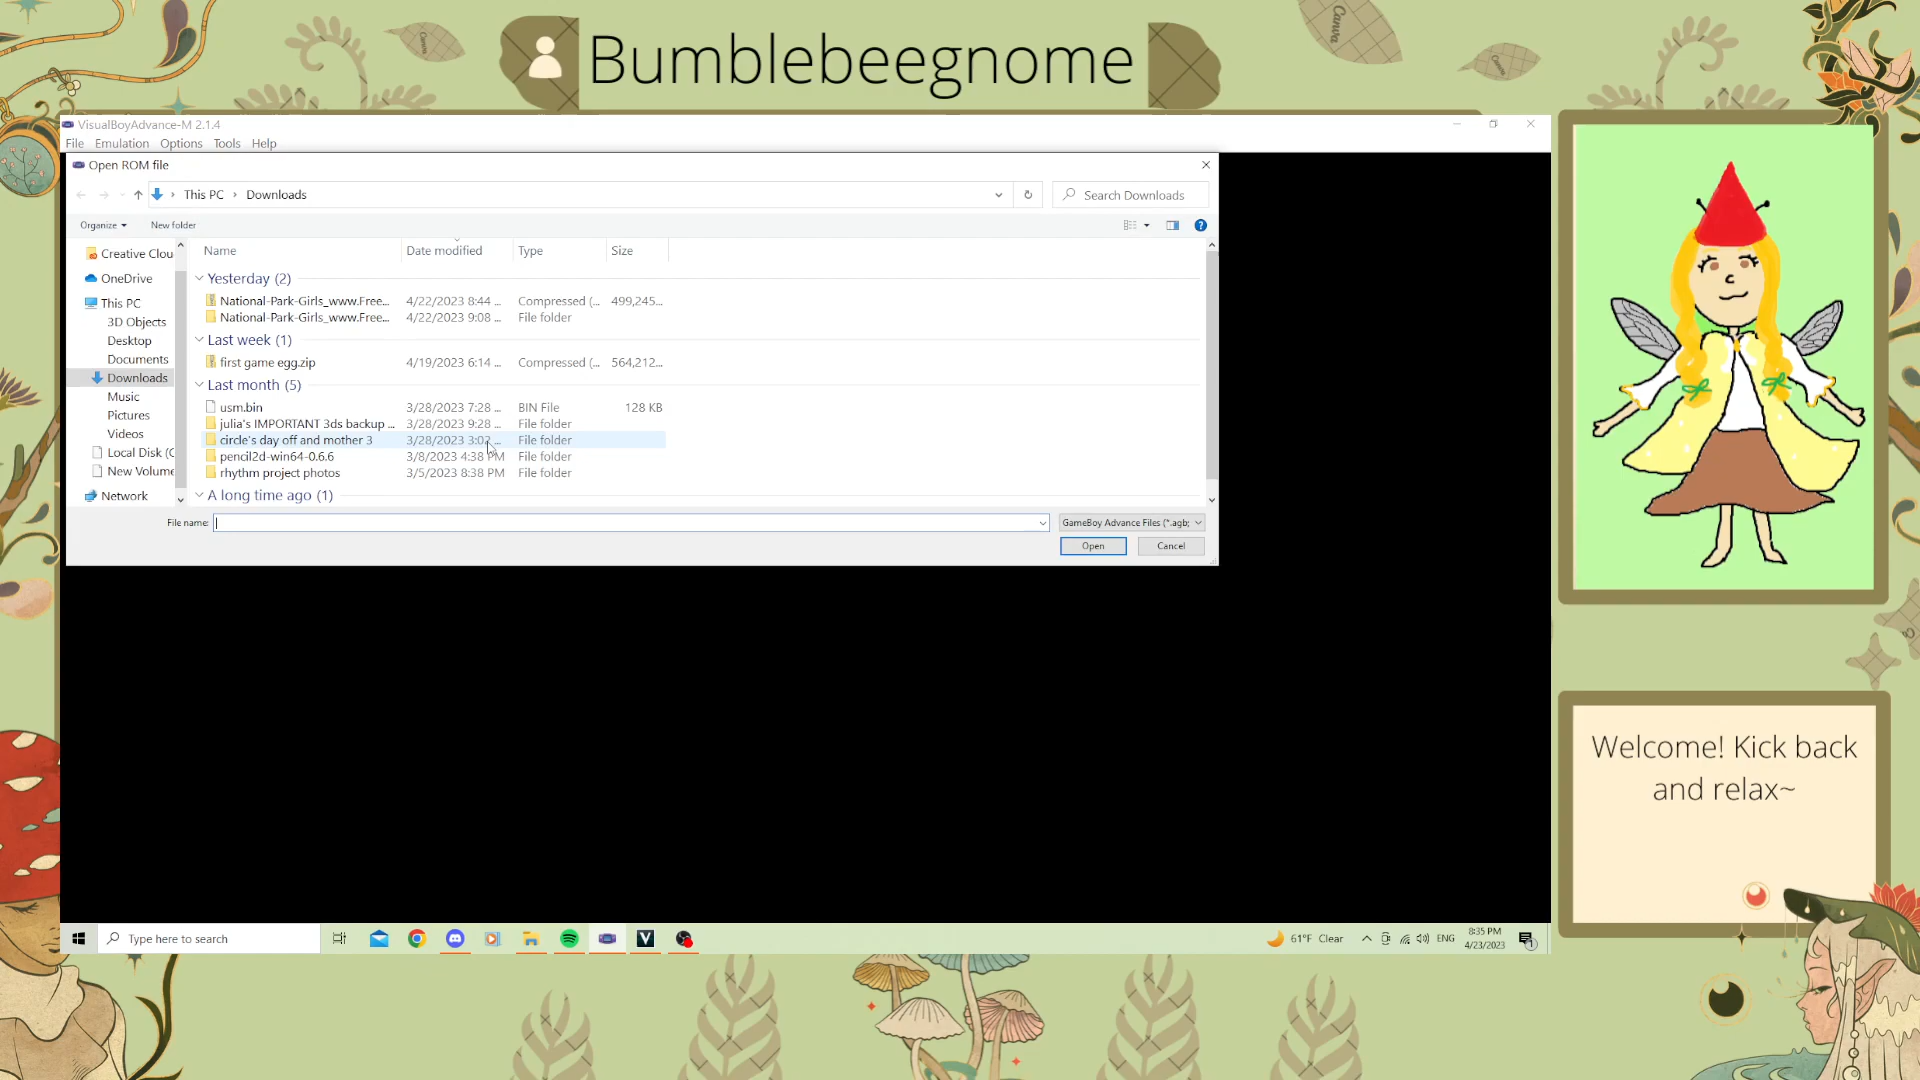 Bumblebeegnome
Canva
Canva
Canva
VisualBoyAdvance-M 2.1.4
File Emulation Options Tools Help
Open ROM file
This PC Downloads
Search Downloads
Organize New folder
Creative Clou
OneDrive
This PC
3D Objects
Desktop
Documents
Downloads
Music
Pictures
Videos
Local Disk (C
New Volume
Network
Name Date modified Type Size
Yesterday (2)
National-Park-Girls_www.Free... 4/22/2023 8:44 ... Compressed (... 499,245...
National-Park-Girls_www.Free... 4/22/2023 9:08 ... File folder
Last week (1)
first game egg.zip 4/19/2023 6:14 ... Compressed (... 564,212...
Last month (5)
usm.bin 3/28/2023 7:28 ... BIN File 128 KB
julia's IMPORTANT 3ds backup ... 3/28/2023 9:28 ... File folder
circle's day off and mother 3 3/28/2023 3:02 ... File folder
pencil2d-win64-0.6.6 3/8/2023 4:38 PM File folder
rhythm project photos 3/5/2023 8:38 PM File folder
A long time ago (1)
File name: GameBoy Advance Files (*.agb;
Open Cancel
Welcome! Kick back
and relax~
Type here to search
61°F Clear
ENG
8:35 PM
4/23/2023
1